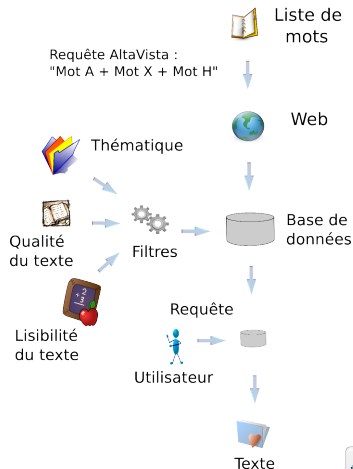 Liste de
mots
Requête AltaVista :
"Mot A + Mot X + Mot H"
Web
Thématique
Qualité
du texte
Filtres
Base de
données
Lisibilité
du texte
Requête
Utilisateur
Texte